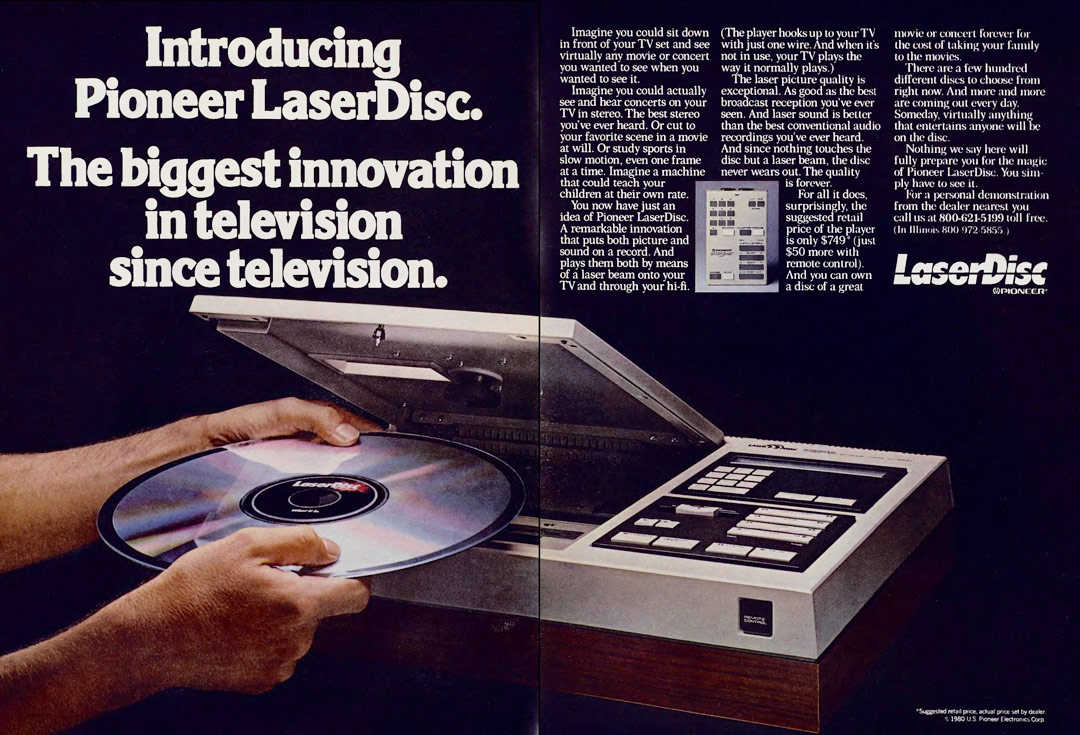 Introducing
Pioneer LaserDisc.
The biggest innovation
in television
since television.
Imagine you could sit down
in front of your TV set and see
virtually any movie or concert
you wanted to see when you
wanted to see it.
Imagine you could actually
see and hear concerts on your
TV in stereo. The best stereo
you've ever heard. Or cut to
your favorite scene in a movie
at will. Or study sports in
slow motion, even one frame
at a time. Imagine a machine
that could teach your
children at their own rate.
You now have just an
idea of Pioneer LaserDisc.
A remarkable innovation
that puts both picture and
sound on a record. And
plays them both by means
of a laser beam onto your
TV and through your hi-fi.
(The player hooks up to your TV
with just one wire. And when it's
not in use, your TV plays the
way it normally plays.)
The laser picture quality is
exceptional. As good as the best
broadcast reception you've ever
seen. And laser sound is better
than the best conventional audio
recordings you've ever heard.
And since nothing touches the
disc but a laser beam, the disc
never wears out. The quality
is forever.
For all it does,
surprisingly, the
suggested retail
price of the player
is only $749* (just
$50 more with
remote control).
And you can own
a disc of a great
movie or concert forever for
the cost of taking your family
to the movies.
There are a few hundred
different discs to choose from
right now. And more and more
are coming out every day.
Someday, virtually anything
that entertains anyone will be
on the disc.
Nothing we say here will
fully prepare you for the magic
of Pioneer LaserDisc. You sim-
ply have to see it.
For a personal demonstration
from the dealer nearest you
call us at 800-621-5199 toll free.
(In Illinois 800-972-5855.)
LaserDisc
PIONEER®
LaserDisc
REMOTE
CONTROL
*Suggested retail price, actual price set by dealer.
© 1980 U.S. Pioneer Electronics Corp.